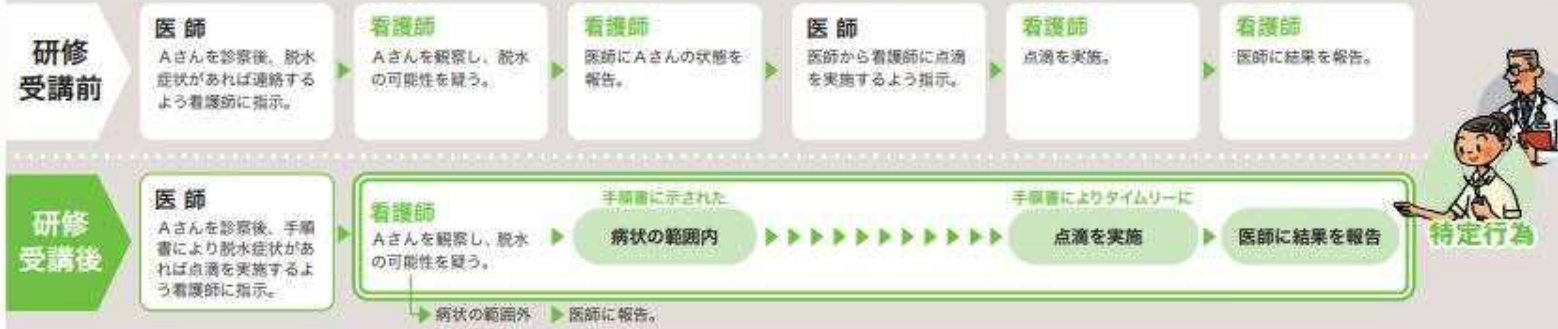 研修
受講前
医師
Aさんを診察後、脱水
症状があれば連絡する
よう看護師に指示。
看護師
Aさんを観察し、脱水
の可能性を疑う。
看護師
医師にAさんの状態を
報告。
医師
医師から看護師に点滴
を実施するよう指示。
看護師
点滴を実施。
看護師
医師に結果を報告。
研修
受講後
医師
Aさんを診察後、手順
書により脱水症状があ
れば点滴を実施するよ
う看護師に指示。
看護師
Aさんを観察し、脱水
の可能性を疑う。
手順書に示された
病状の範囲内
手順書によりタイムリーに
点滴を実施
医師に結果を報告
特定行為
病状の範囲外
医師に報告。